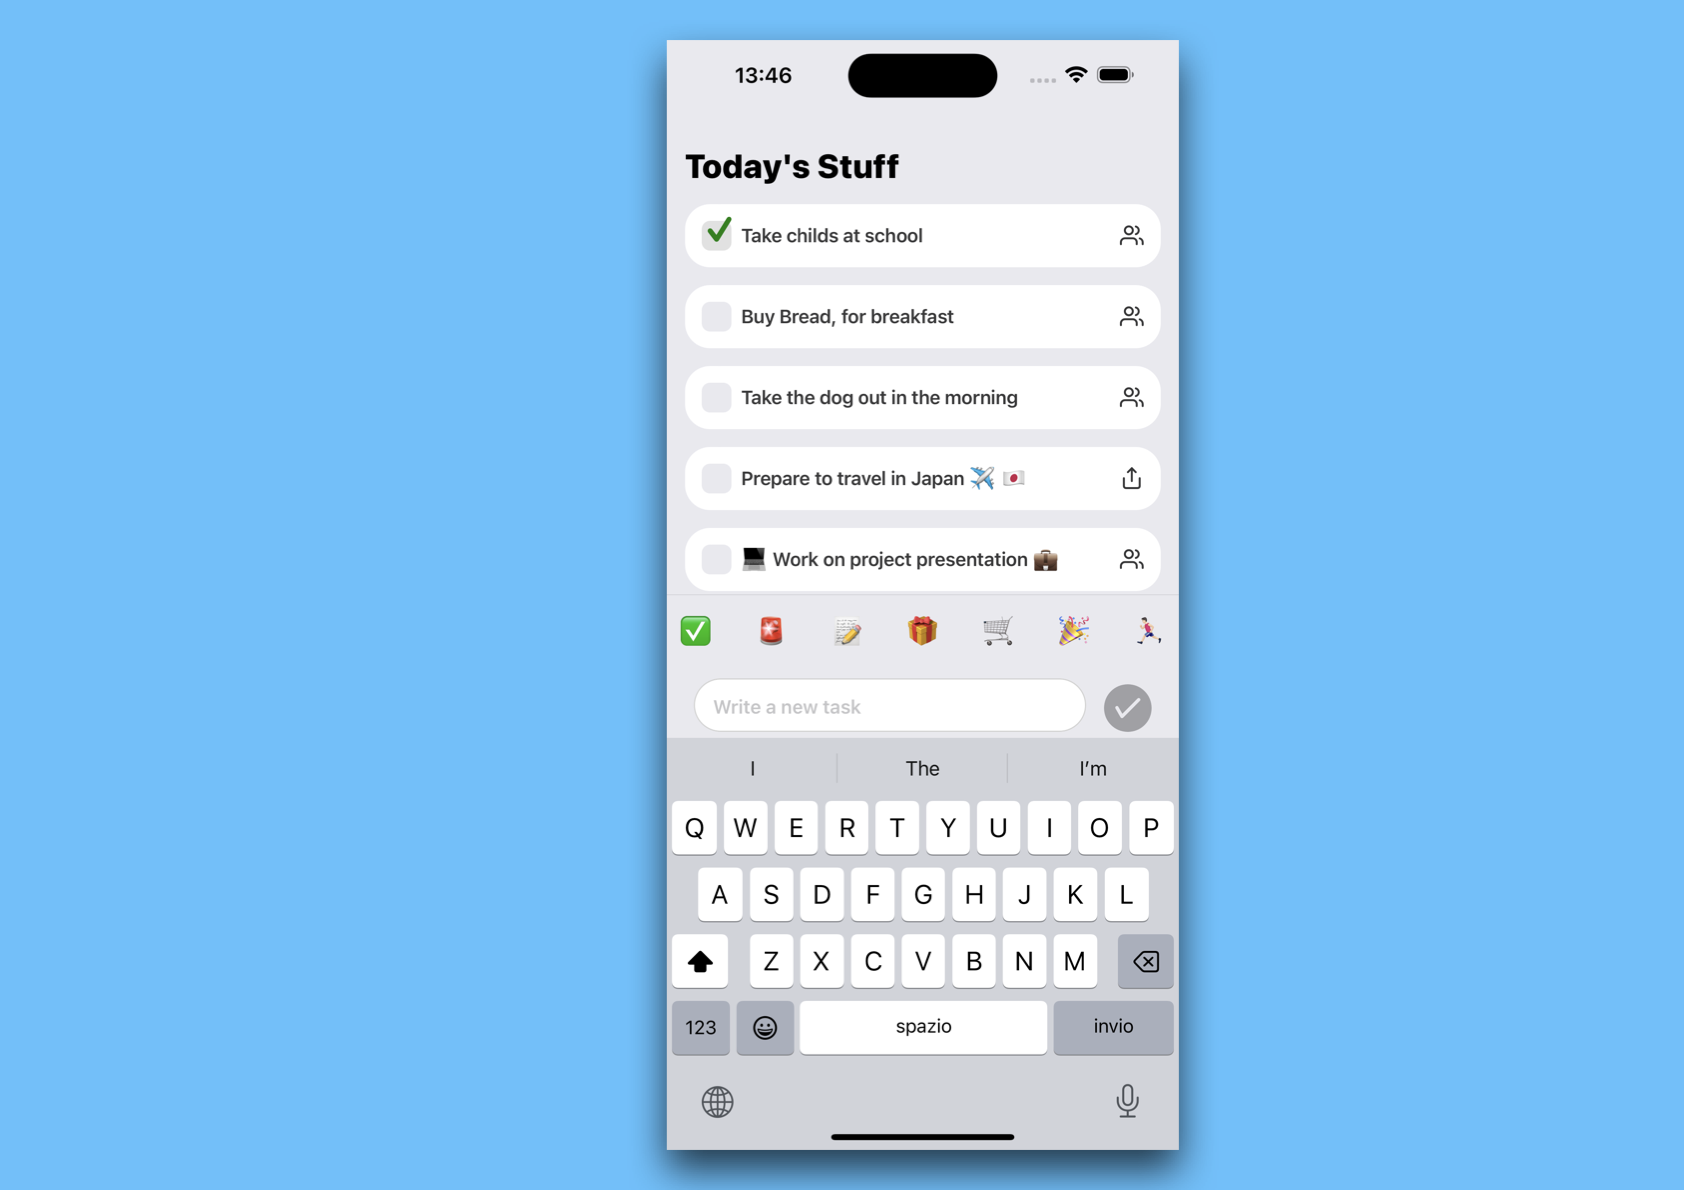 13:46
Today's Stuff
Take childs at school
Buy Bread, for breakfast
Take the dog out in the morning
Prepare to travel in Japan ✈️ 🇯🇵
💻 Work on project presentation 💼
Write a new task
I The I’m
Q W E R T Y U I O P
A S D F G H J K L
Z X C V B N M
123 spazio invio